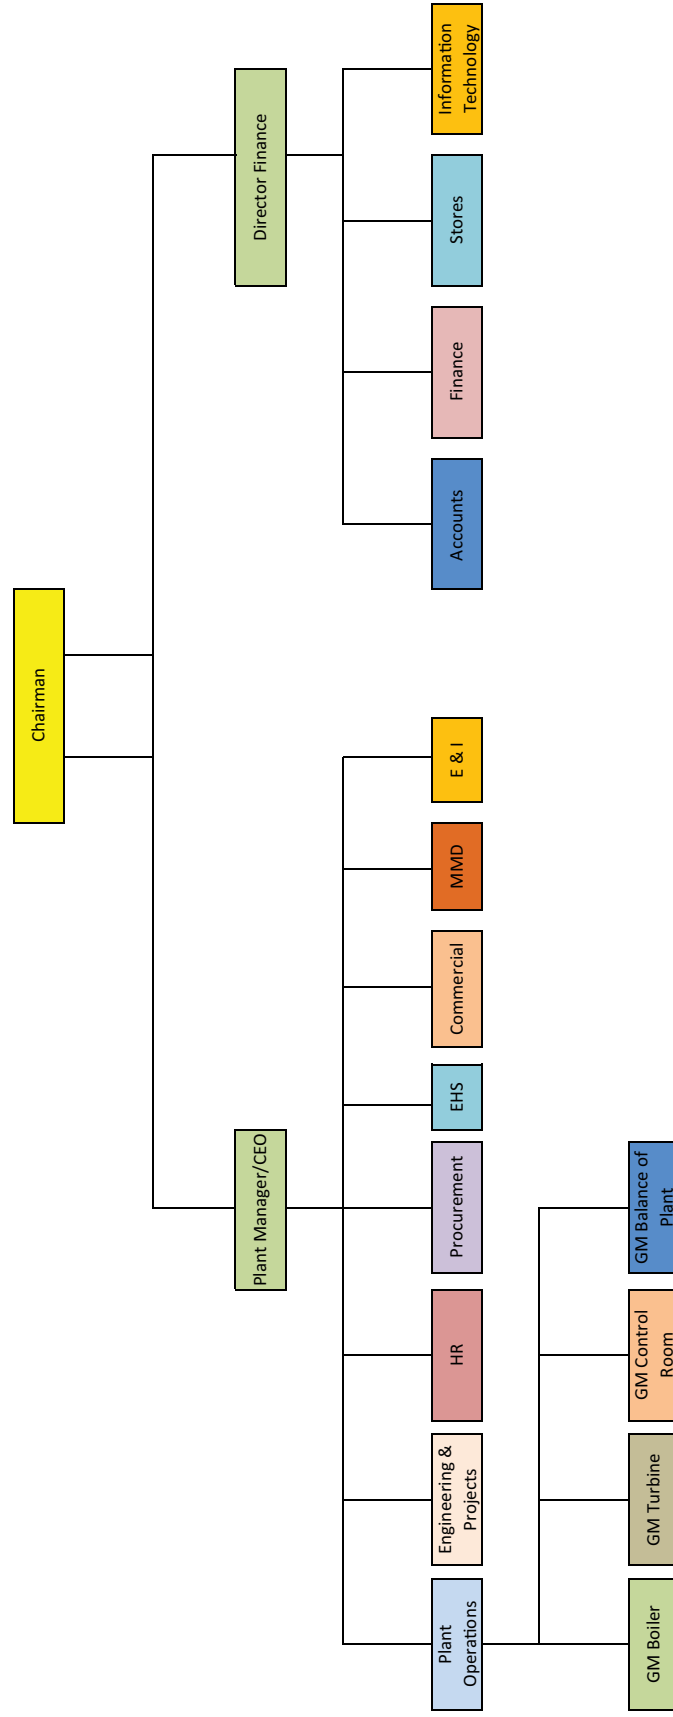 Chairman
Plant Manager/CEO
Director Finance
Plant
Operations
Engineering &
Projects
HR
Procurement
EHS
Commercial
MMD
E & I
Accounts
Finance
Stores
Information
Technology
GM Boiler
GM Turbine
GM Control
Room
GM Balance of
Plant